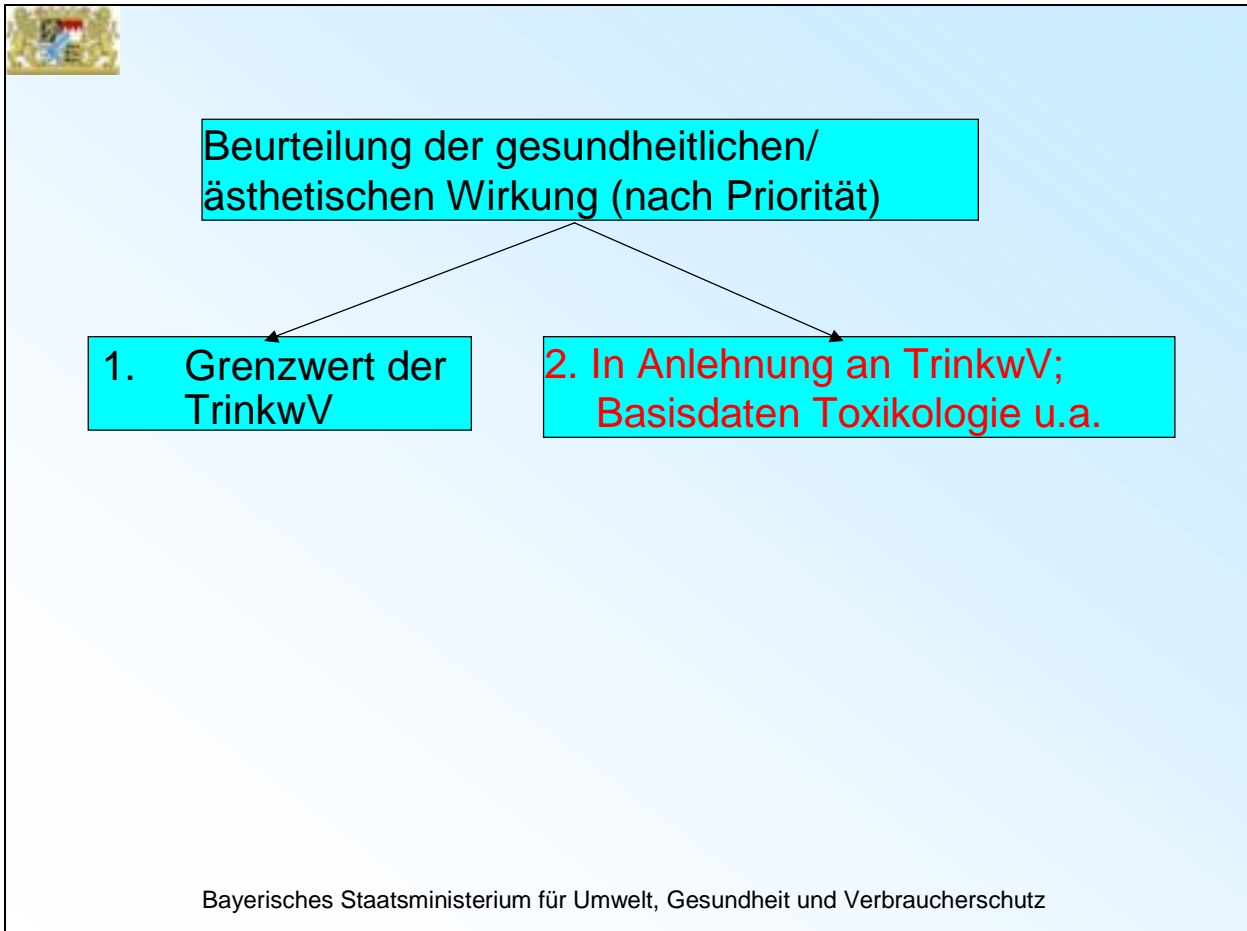 Beurteilung der gesundheitlichen/
ästhetischen Wirkung (nach Priorität)
1. Grenzwert der
TrinkwV
2. In Anlehnung an TrinkwV;
Basisdaten Toxikologie u.a.
Bayerisches Staatsministerium für Umwelt, Gesundheit und Verbraucherschutz